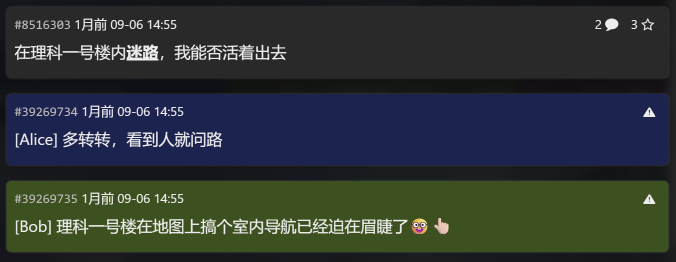 #8516303 1月前 09-06 14:55 2 3
在理科一号楼内迷路，我能否活着出去
#39269734 1月前 09-06 14:55
[Alice] 多转转，看到人就问路
#39269735 1月前 09-06 14:55
[Bob] 理科一号楼在地图上搞个室内导航已经迫在眉睫了🤡👆🏻